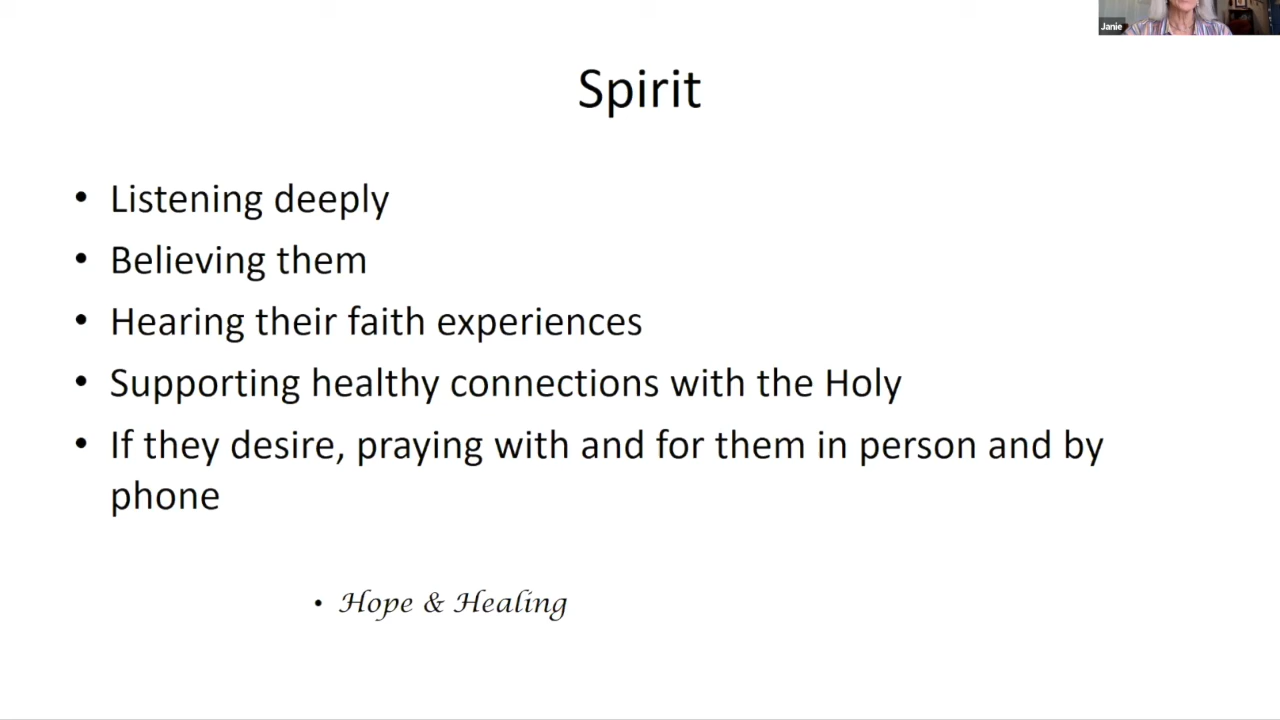 Janie
Spirit
• Listening deeply
• Believing them
• Hearing their faith experiences
• Supporting healthy connections with the Holy
• If they desire, praying with and for them in person and by
phone
• Hope & Healing